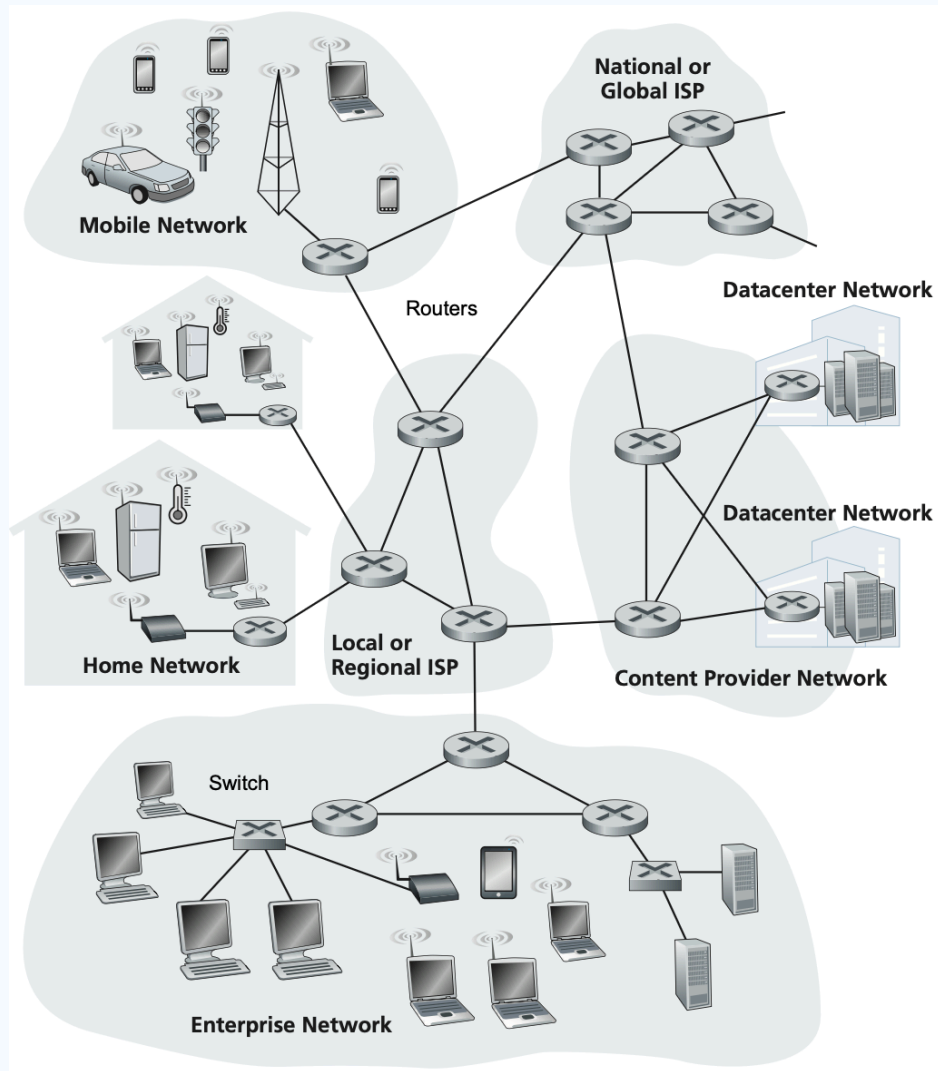 National or
Global ISP
Mobile Network
Datacenter Network
Routers
Datacenter Network
Local or
Regional ISP
Home Network
Content Provider Network
Switch
Enterprise Network